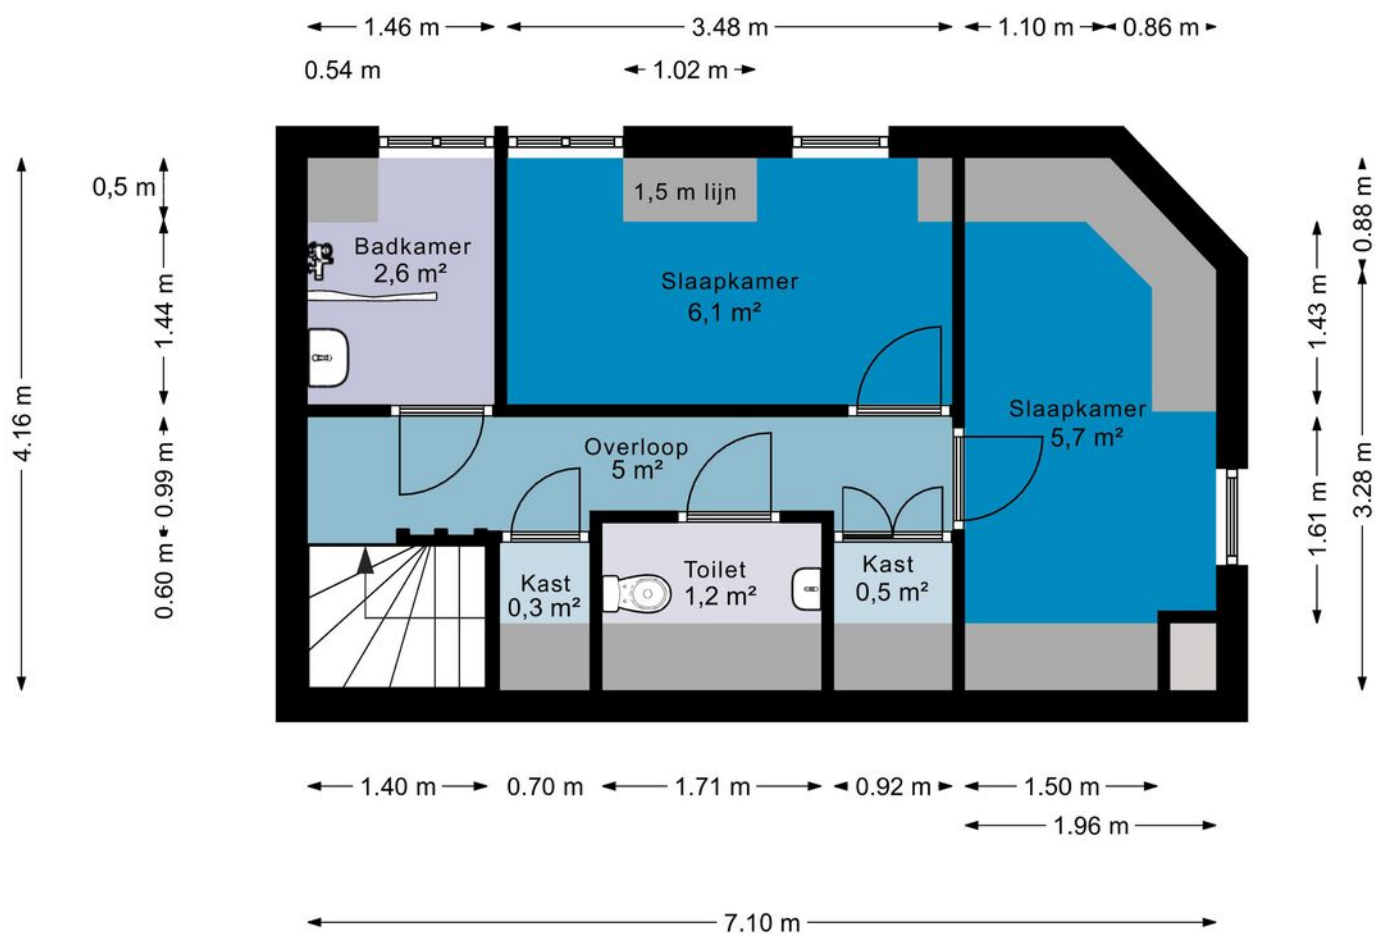 1.46 m
3.48 m
1.10 m
0.86 m
0.54 m
1.02 m
0,5 m
1,5 m lijn
0.88 m
Badkamer
2,6 m²
Slaapkamer
6,1 m²
1.44 m
1.43 m
4.16 m
Slaapkamer
5,7 m²
Overloop
5 m²
0.99 m
3.28 m
1.61 m
0.60 m
Kast
0,3 m²
Toilet
1,2 m²
Kast
0,5 m²
1.40 m
0.70 m
1.71 m
0.92 m
1.50 m
1.96 m
7.10 m